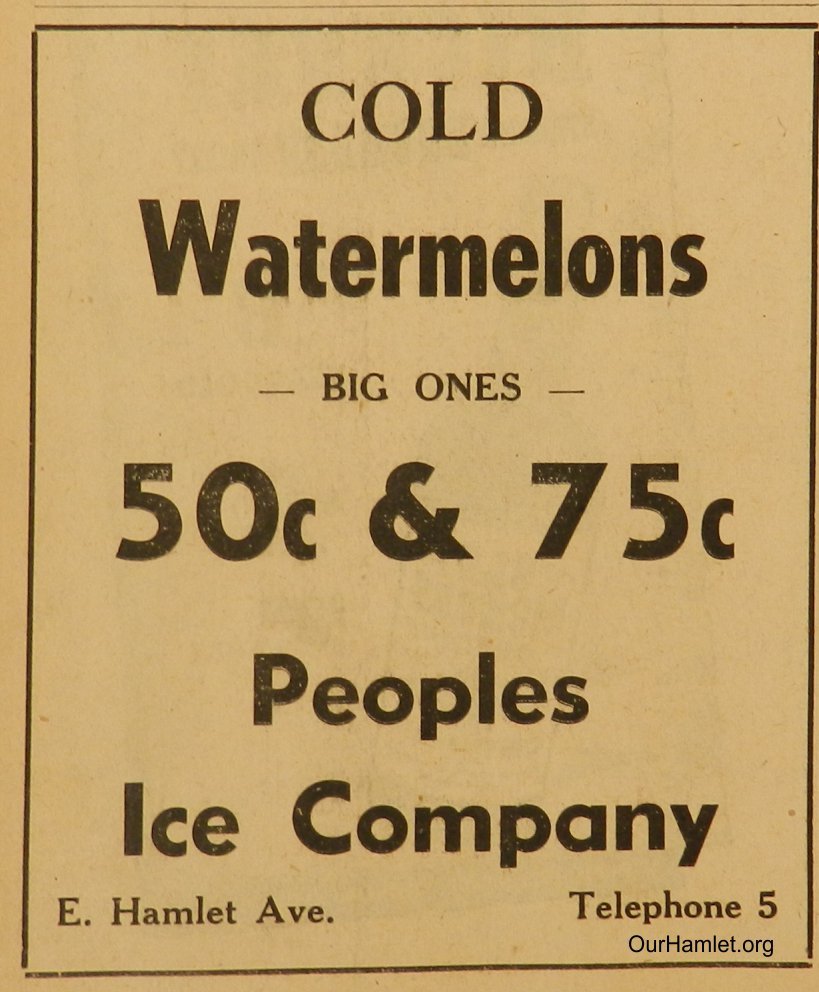 COLD
Watermelons
— BIG ONES —
50c & 75c
Peoples
Ice Company
E. Hamlet Ave. Telephone 5
OurHamlet.org